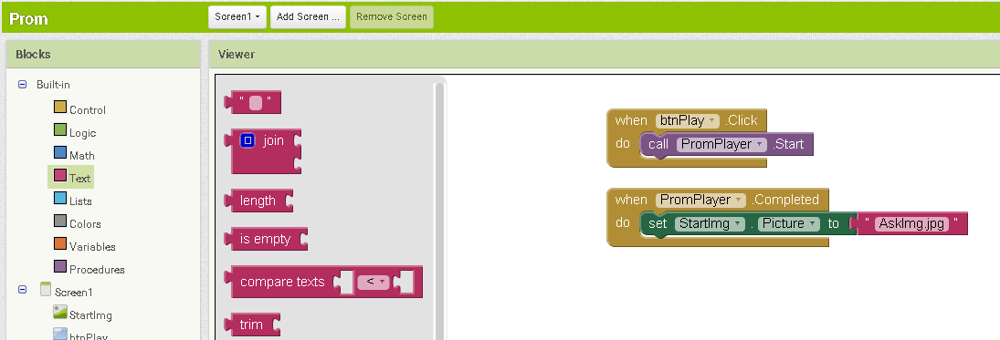 Prom
Screen1
Add Screen ...
Remove Screen
Blocks
Viewer
Built-in
Control
Logic
Math
Text
Lists
Colors
Variables
Procedures
Screen1
StartImg
btnPlay
" "
join
length
is empty
compare texts <
trim
when btnPlay .Click
do call PromPlayer .Start
when PromPlayer .Completed
do set StartImg . Picture to " AskImg.jpg "